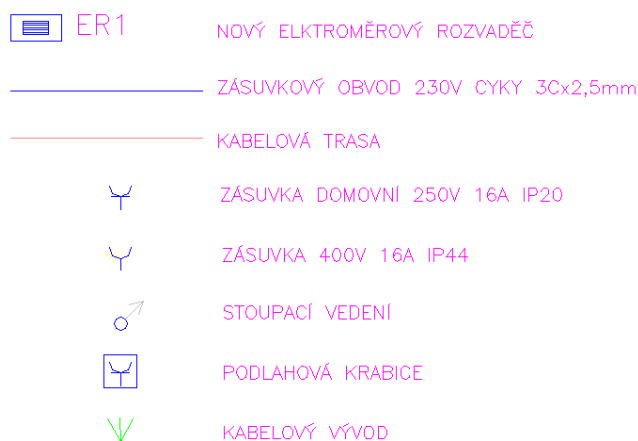 ER1 NOVÝ ELKTROMĚROVÝ ROZVADĚČ
ZÁSUVKOVÝ OBVOD 230V CYKY 3Cx2,5mm
KABELOVÁ TRASA
ZÁSUVKA DOMOVNÍ 250V 16A IP20
ZÁSUVKA 400V 16A IP44
STOUPACÍ VEDENÍ
PODLAHOVÁ KRABICE
KABELOVÝ VÝVOD